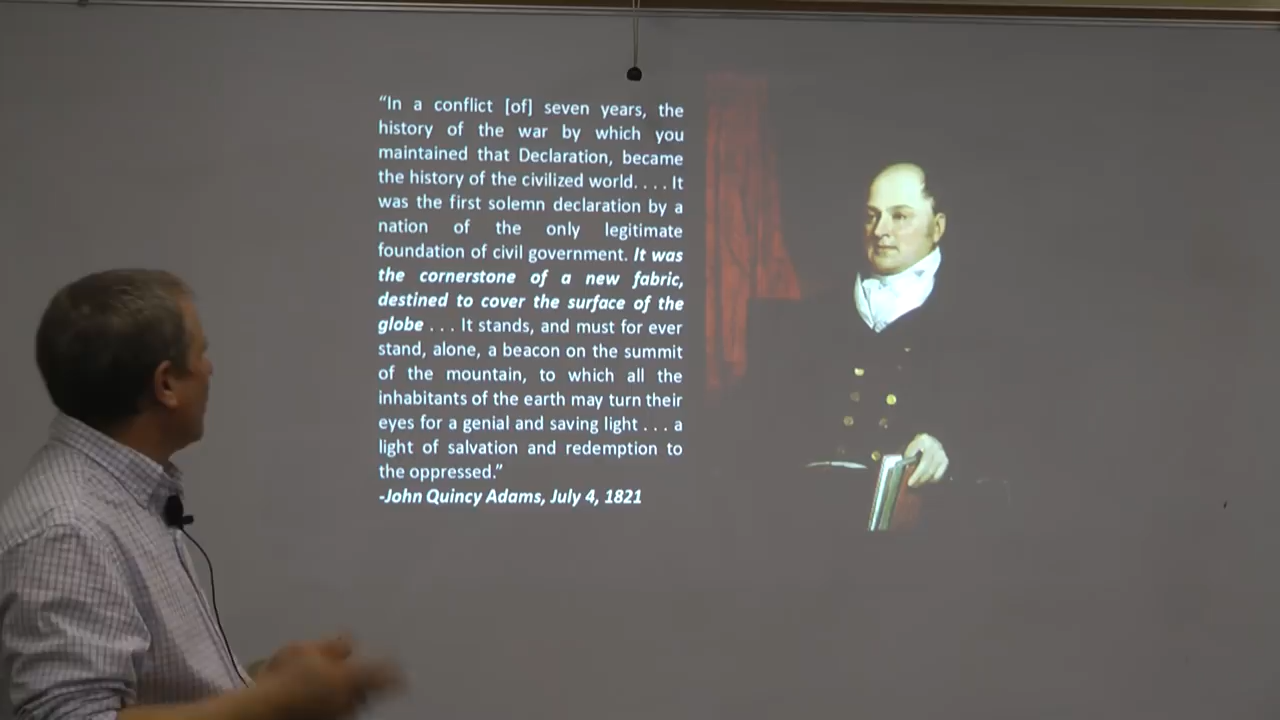 “In a conflict [of] seven years, the
history of the war by which you
maintained that Declaration, became
the history of the civilized world. . . . It
was the first solemn declaration by a
nation of the only legitimate
foundation of civil government. It was
the cornerstone of a new fabric,
destined to cover the surface of the
globe . . . It stands, and must for ever
stand, alone, a beacon on the summit
of the mountain, to which all the
inhabitants of the earth may turn their
eyes for a genial and saving light . . . a
light of salvation and redemption to
the oppressed.”
-John Quincy Adams, July 4, 1821